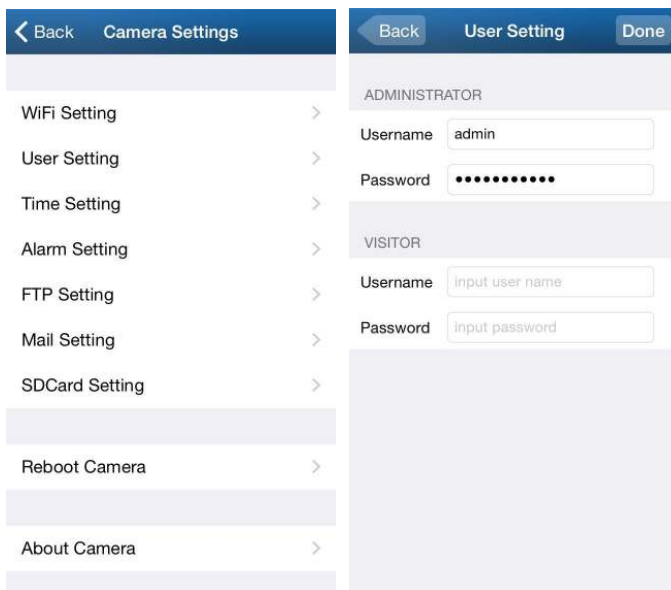 Back Camera Settings
WiFi Setting
User Setting
Time Setting
Alarm Setting
FTP Setting
Mail Setting
SDCard Setting
Reboot Camera
About Camera
Back User Setting Done
ADMINISTRATOR
Username admin
Password •••••••••••
VISITOR
Username input user name
Password input password